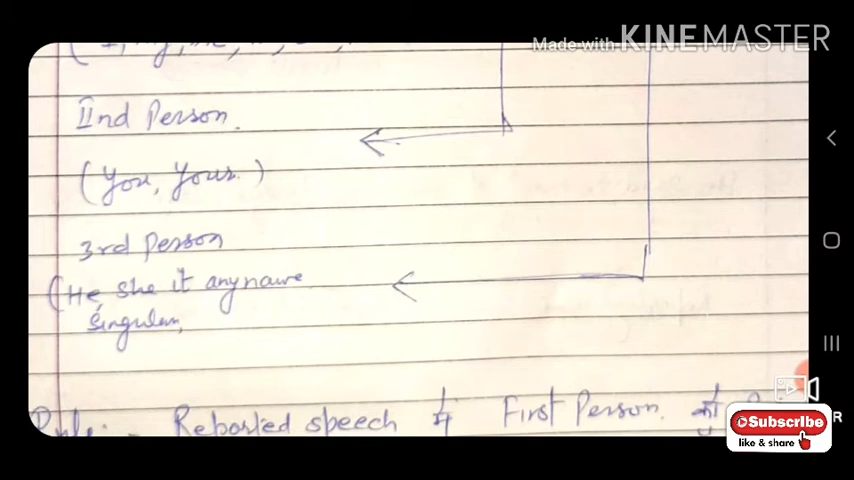 Made with KINEMASTER
IInd Person.
(You, Yours.)
3rd Person
(He, she it anyname
Singular,
Rule:- Reported speech में First Person. का
Subscribe
like & share